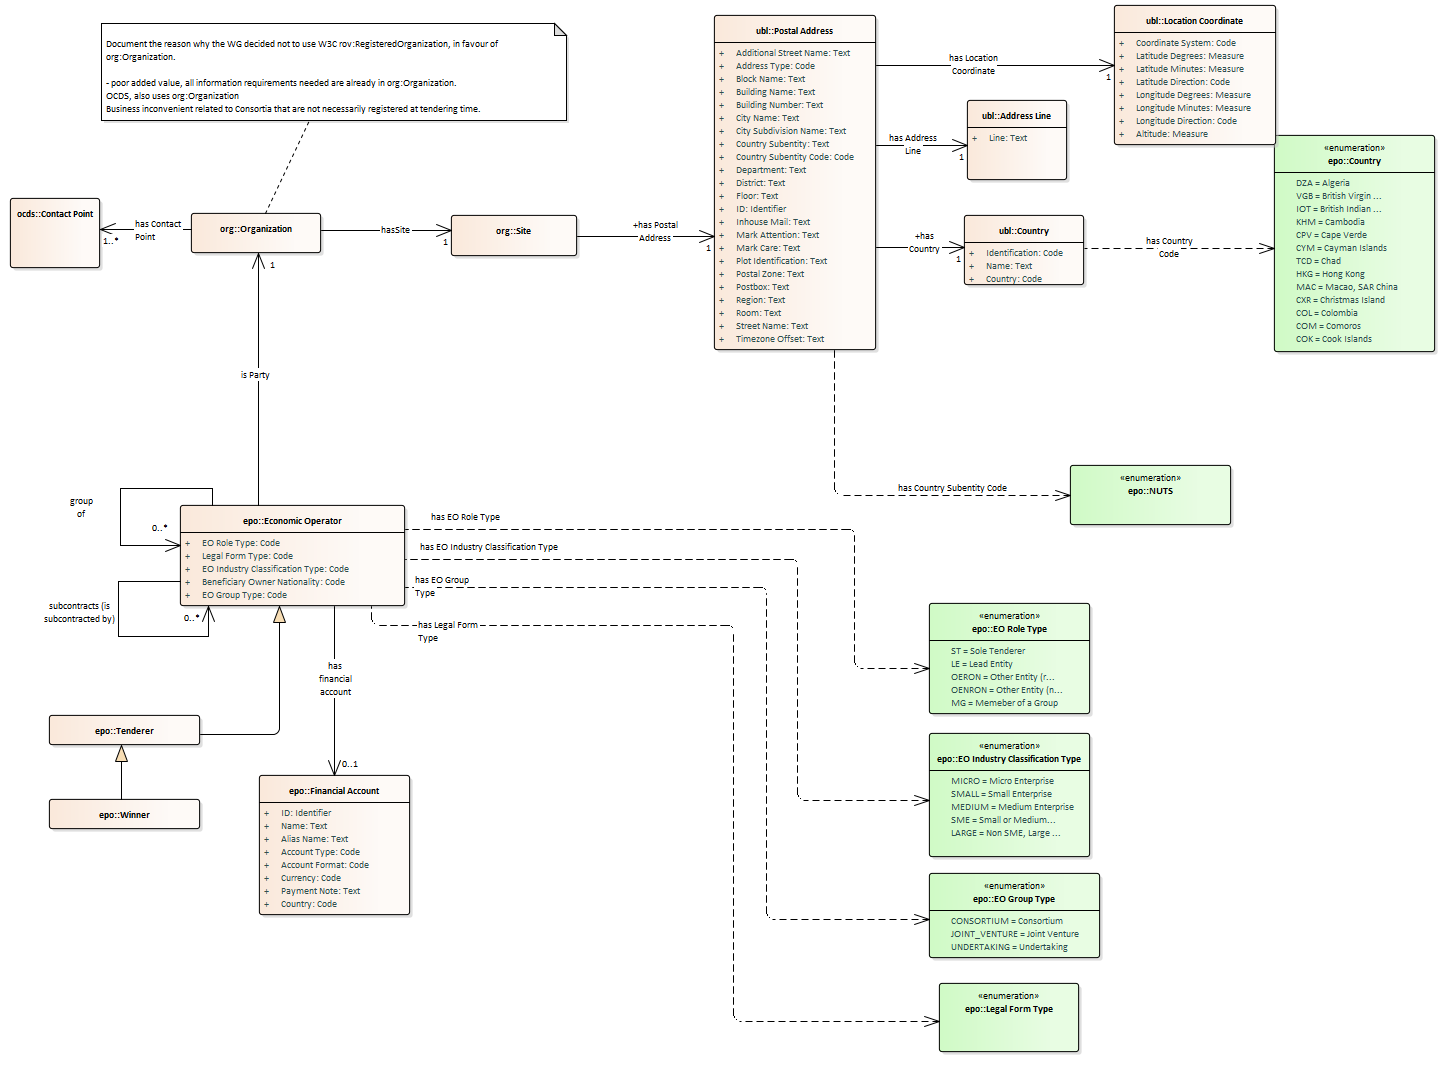 Document the reason why the WG decided not to use W3C rov:RegisteredOrganization, in favour of
org:Organization.
- poor added value, all information requirements needed are already in org:Organization.
OCDS, also uses org:Organization
Business inconvenient related to Consortia that are not necessarily registered at tendering time.
ocds::Contact Point
1..*
has Contact
Point
org::Organization
hasSite
1
org::Site
+has Postal
Address
1
1
is Party
ubl::Postal Address
+ Additional Street Name: Text
+ Address Type: Code
+ Block Name: Text
+ Building Name: Text
+ Building Number: Text
+ City Name: Text
+ City Subdivision Name: Text
+ Country Subentity: Text
+ Country Subentity Code: Code
+ Department: Text
+ District: Text
+ Floor: Text
+ ID: Identifier
+ Inhouse Mail: Text
+ Mark Attention: Text
+ Mark Care: Text
+ Plot Identification: Text
+ Postal Zone: Text
+ Postbox: Text
+ Region: Text
+ Room: Text
+ Street Name: Text
+ Timezone Offset: Text
has Location
Coordinate
1
ubl::Location Coordinate
+ Coordinate System: Code
+ Latitude Degrees: Measure
+ Latitude Minutes: Measure
+ Latitude Direction: Code
+ Longitude Degrees: Measure
+ Longitude Minutes: Measure
+ Longitude Direction: Code
+ Altitude: Measure
has Address
Line
1
ubl::Address Line
+ Line: Text
+has
Country
1
ubl::Country
+ Identification: Code
+ Name: Text
+ Country: Code
has Country
Code
«enumeration»
epo::Country
DZA = Algeria
VGB = British Virgin ...
IOT = British Indian ...
KHM = Cambodia
CPV = Cape Verde
CYM = Cayman Islands
TCD = Chad
HKG = Hong Kong
MAC = Macao, SAR China
CXR = Christmas Island
COL = Colombia
COM = Comoros
COK = Cook Islands
has Country Subentity Code
«enumeration»
epo::NUTS
group
of
0..*
epo::Economic Operator
+ EO Role Type: Code
+ Legal Form Type: Code
+ EO Industry Classification Type: Code
+ Beneficiary Owner Nationality: Code
+ EO Group Type: Code
subcontracts (is
subcontracted by)
0..*
has EO Role Type
has EO Industry Classification Type
has EO Group
Type
has Legal Form
Type
has
financial
account
0..1
epo::Tenderer
epo::Winner
epo::Financial Account
+ ID: Identifier
+ Name: Text
+ Alias Name: Text
+ Account Type: Code
+ Account Format: Code
+ Currency: Code
+ Payment Note: Text
+ Country: Code
«enumeration»
epo::EO Role Type
ST = Sole Tenderer
LE = Lead Entity
OERON = Other Entity (r...
OENRON = Other Entity (n...
MG = Memeber of a Group
«enumeration»
epo::EO Industry Classification Type
MICRO = Micro Enterprise
SMALL = Small Enterprise
MEDIUM = Medium Enterprise
SME = Small or Medium...
LARGE = Non SME, Large ...
«enumeration»
epo::EO Group Type
CONSORTIUM = Consortium
JOINT_VENTURE = Joint Venture
UNDERTAKING = Undertaking
«enumeration»
epo::Legal Form Type